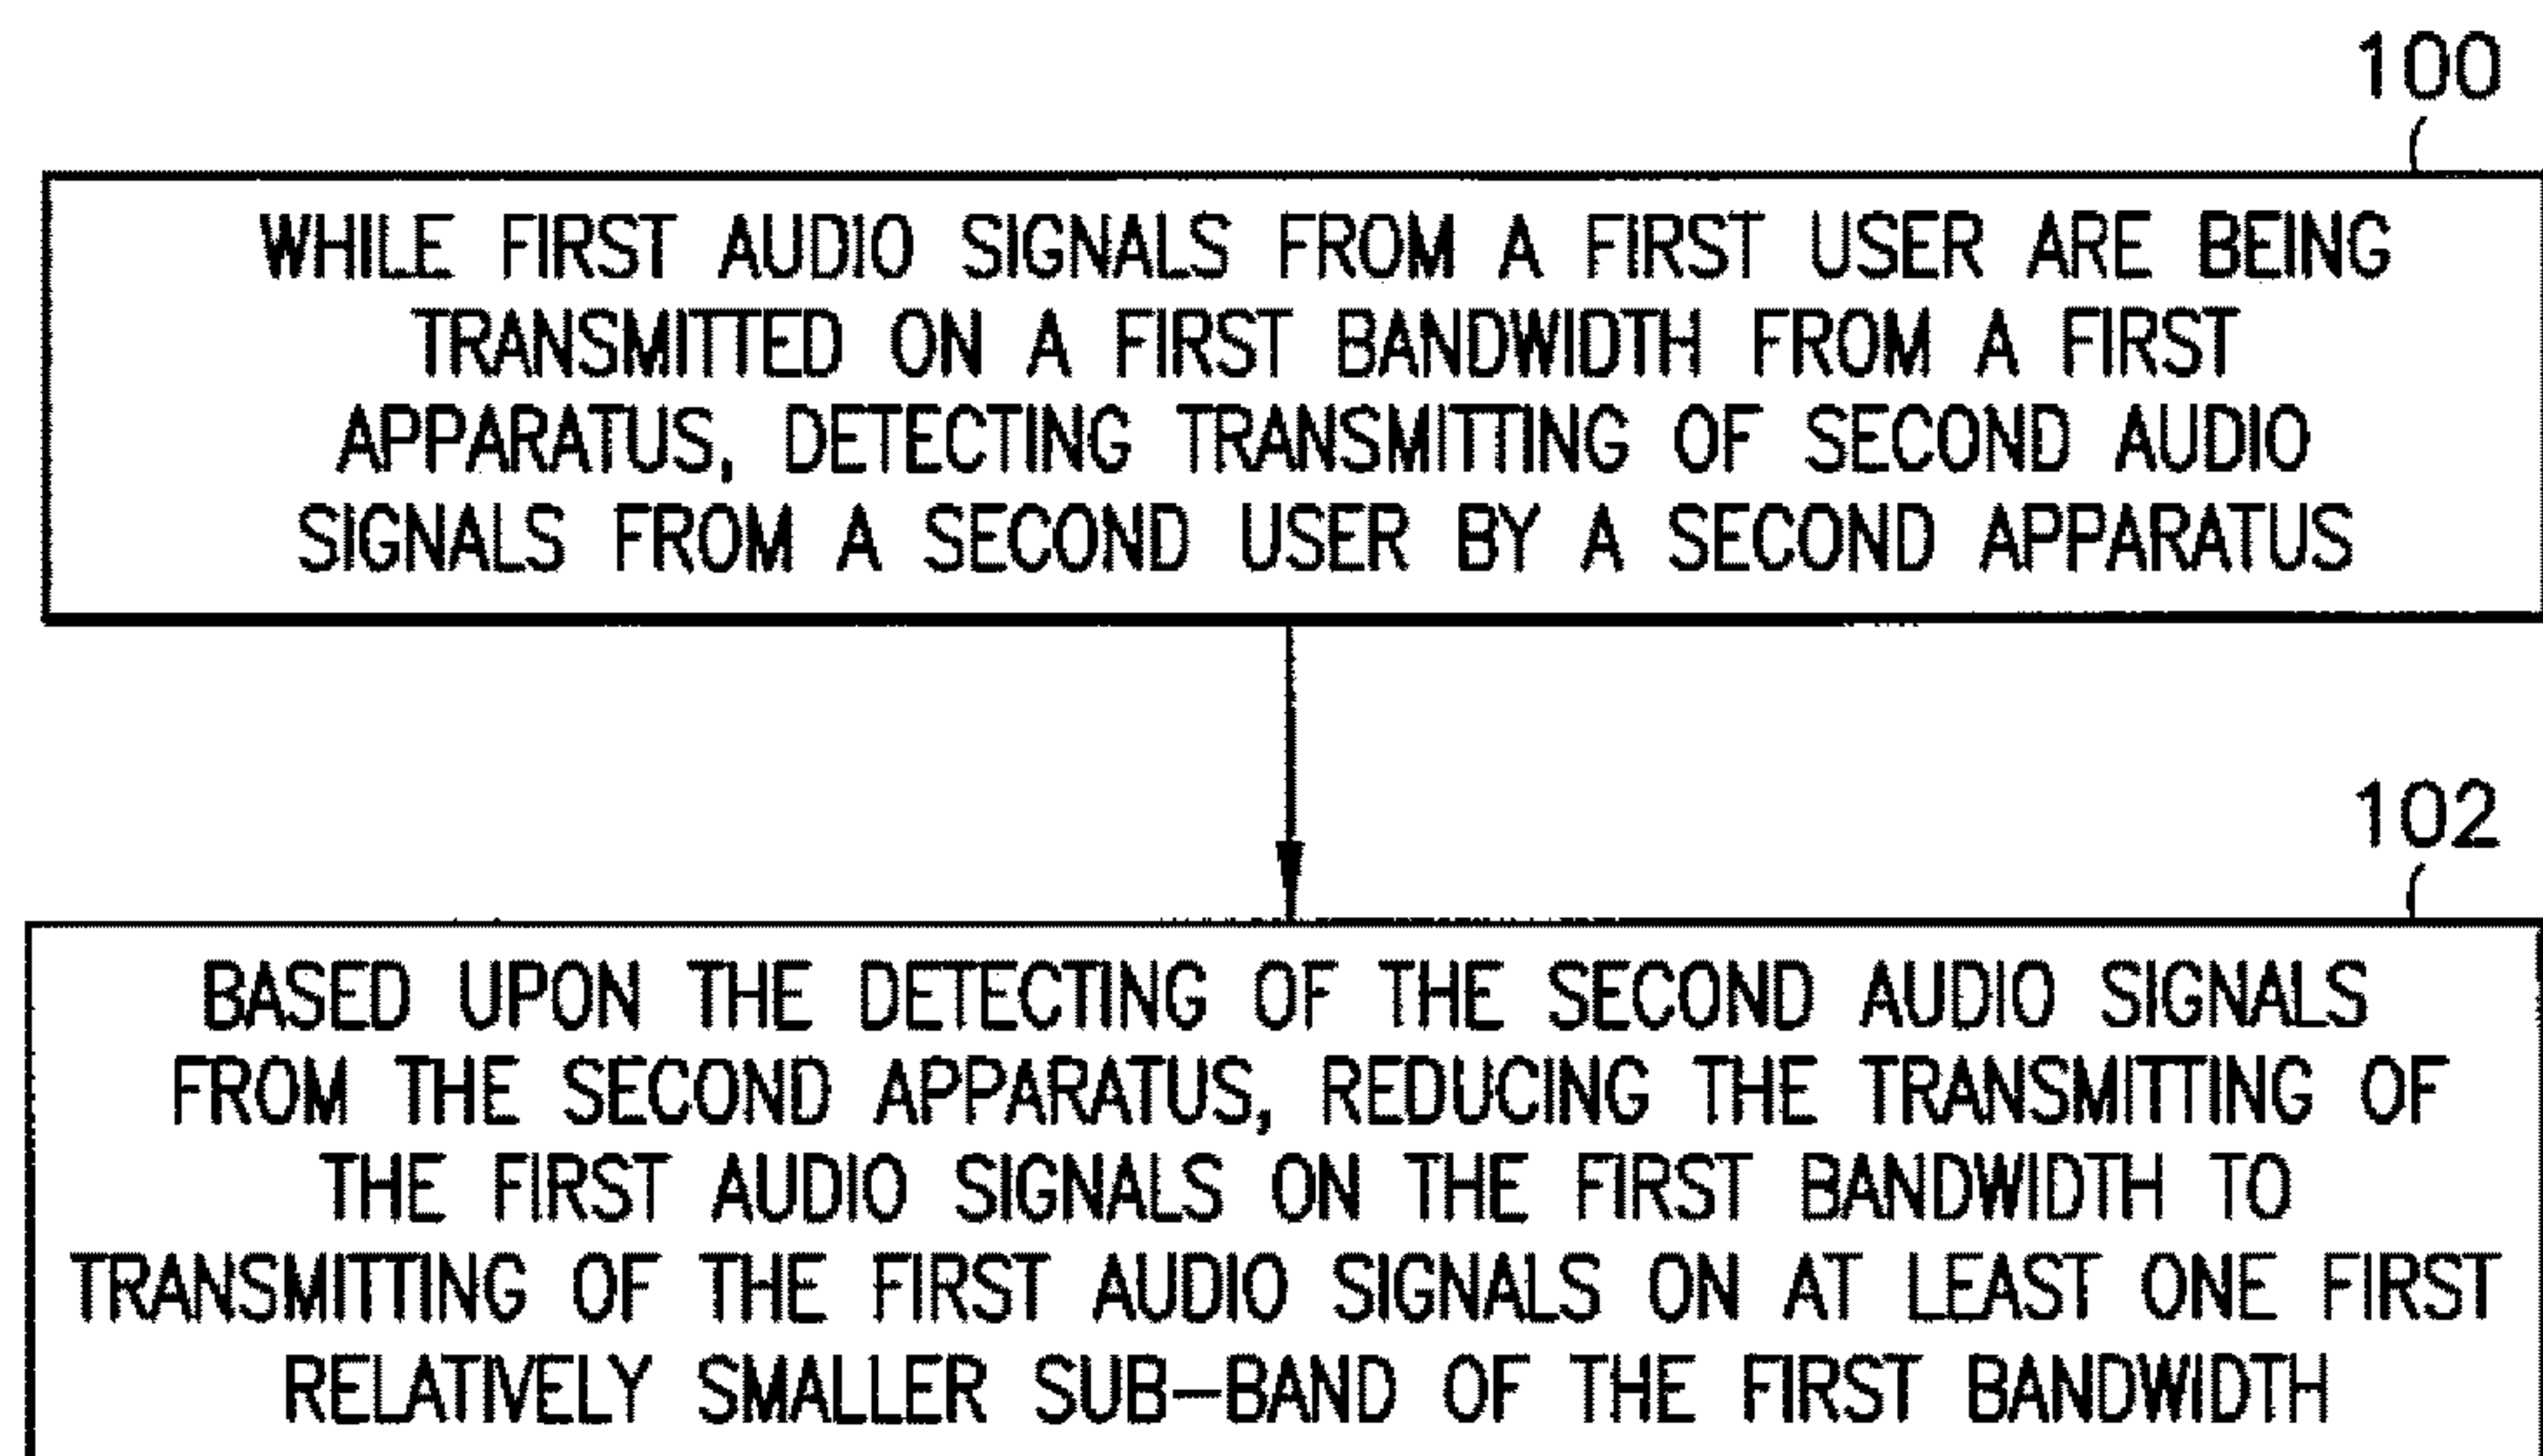 100
WHILE FIRST AUDIO SIGNALS FROM A FIRST USER ARE BEING
TRANSMITTED ON A FIRST BANDWIDTH FROM A FIRST
APPARATUS, DETECTING TRANSMITTING OF SECOND AUDIO
SIGNALS FROM A SECOND USER BY A SECOND APPARATUS
102
BASED UPON THE DETECTING OF THE SECOND AUDIO SIGNALS
FROM THE SECOND APPARATUS, REDUCING THE TRANSMITTING OF
THE FIRST AUDIO SIGNALS ON THE FIRST BANDWIDTH TO
TRANSMITTING OF THE FIRST AUDIO SIGNALS ON AT LEAST ONE FIRST
RELATIVELY SMALLER SUB-BAND OF THE FIRST BANDWIDTH